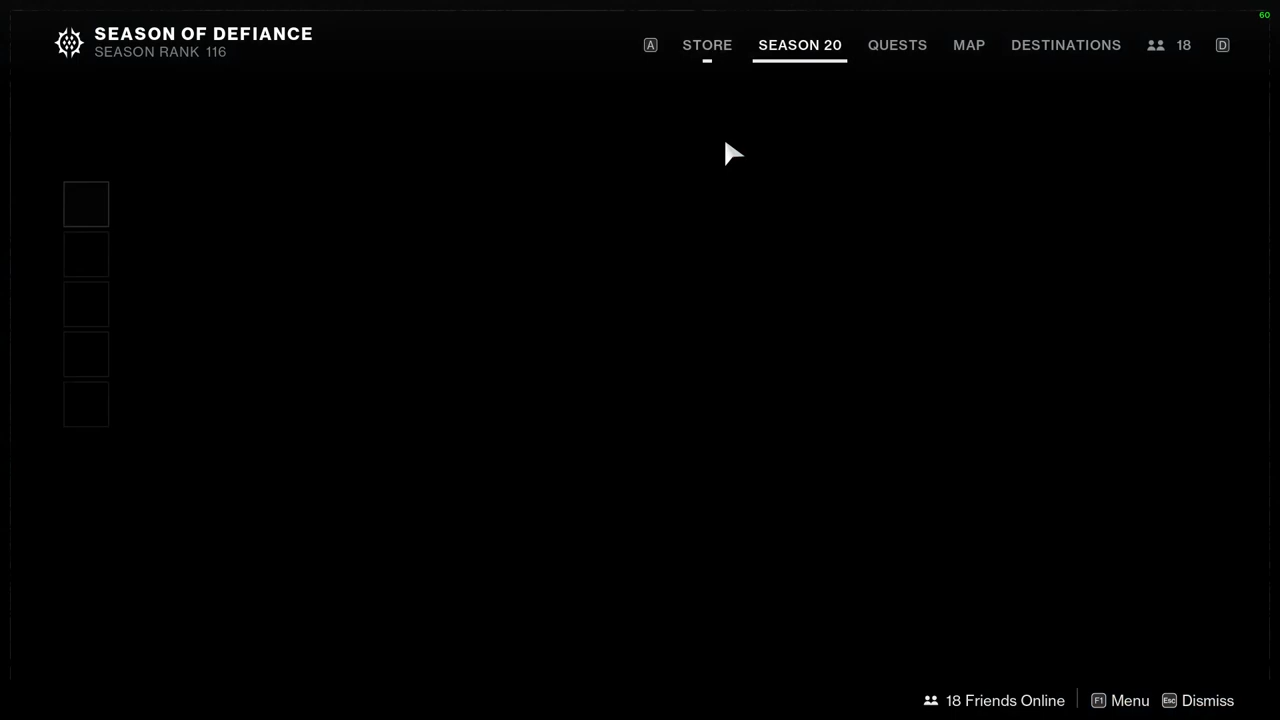 60
SEASON OF DEFIANCE
SEASON RANK 116
A STORE SEASON 20 QUESTS MAP DESTINATIONS 18 D
18 Friends Online F1 Menu Esc Dismiss